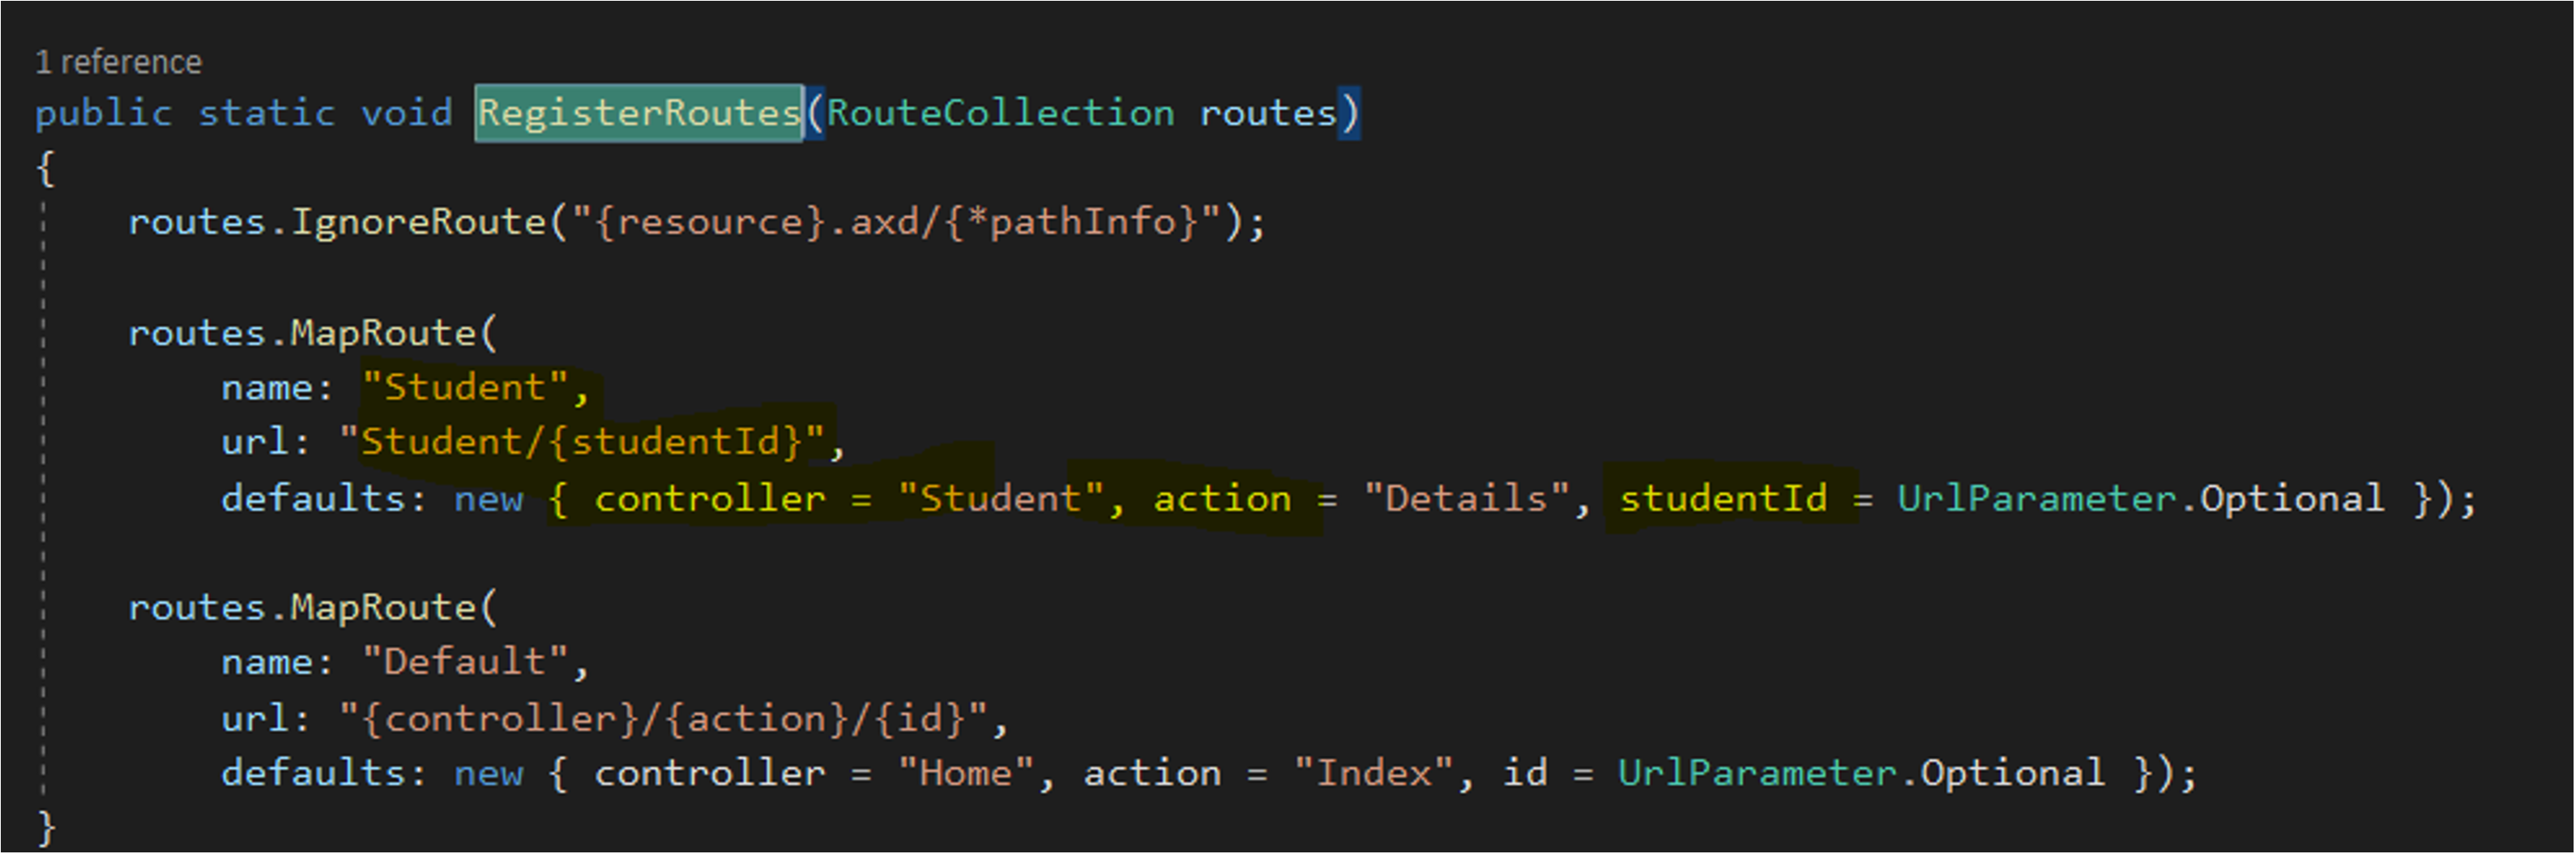 1 reference
public static void RegisterRoutes(RouteCollection routes)
{
routes.IgnoreRoute("{resource}.axd/{*pathInfo}");
routes.MapRoute(
name: "Student",
url: "Student/{studentId}",
defaults: new { controller = "Student", action = "Details", studentId = UrlParameter.Optional });
routes.MapRoute(
name: "Default",
url: "{controller}/{action}/{id}",
defaults: new { controller = "Home", action = "Index", id = UrlParameter.Optional });
}